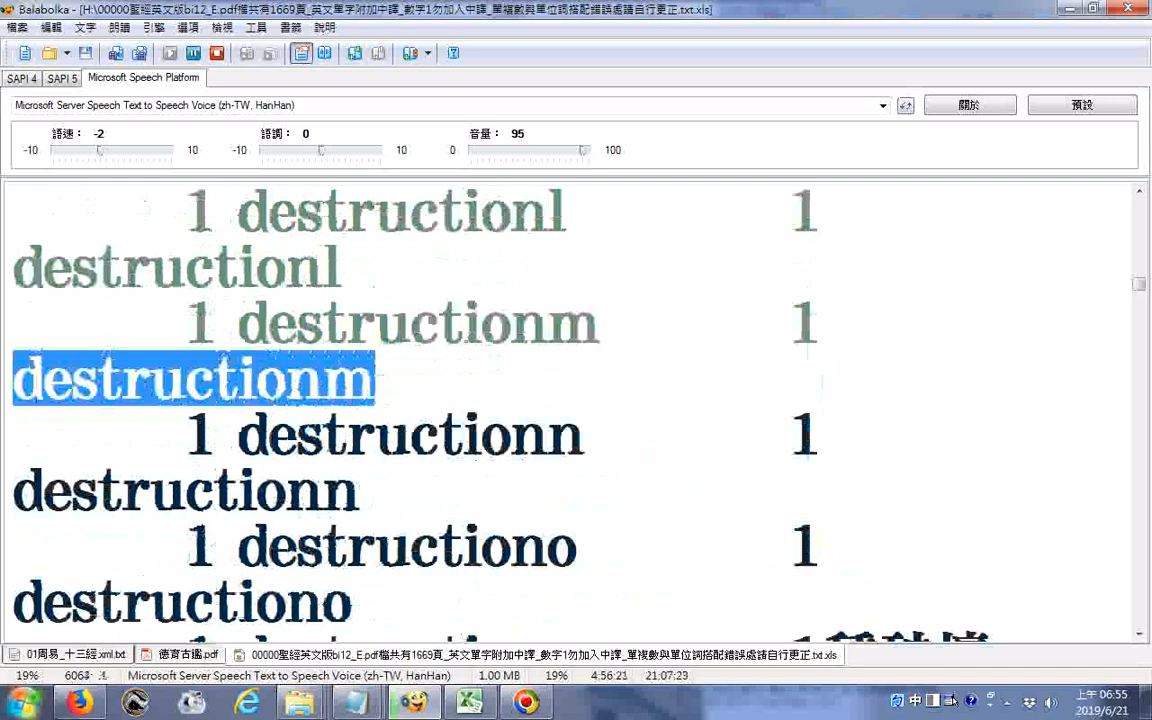 Balabolka - [H:\00000聖經英文版bi12_E.pdf檔共有1669頁_英文單字附加中譯_數字1勿加入中譯_單複數與單位詞搭配錯誤處請自行更正.txt.xls]
檔案 編輯 文字 朗讀 引擎 選項 檢視 工具 書籤 說明
SAPI 4 SAPI 5 Microsoft Speech Platform
Microsoft Server Speech Text to Speech Voice (zh-TW, HanHan) 關於 預設
語速： -2 語調： 0 音量： 95
-10 10 -10 10 0 100
1 destructionl 1
destructionl
1 destructionm 1
destructionm
1 destructionn 1
destructionn
1 destructiono 1
destructiono
01周易_十三經.xml.txt 德育古鑑.pdf 00000聖經英文版bi12_E.pdf檔共有1669頁_英文單字附加中譯_數字1勿加入中譯_單複數與單位詞搭配錯誤處請自行更正.txt.xls
19% Microsoft Server Speech Text to Speech Voice (zh-TW, HanHan) 1.00 MB 19% 4:56:21 21:07:23
中 上午 06:55
2019/6/21